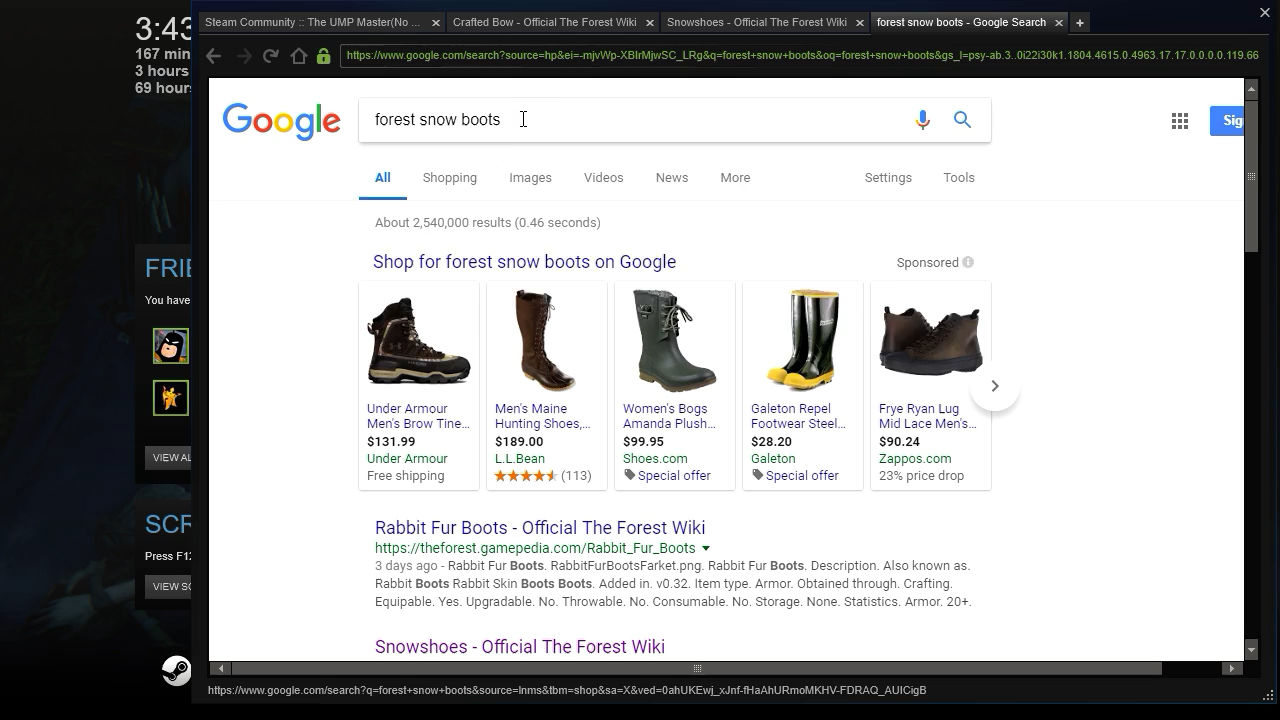 3:43
167 min
3 hours
69 hour
Steam Community :: The UMP Master(No ...
Crafted Bow - Official The Forest Wiki
Snowshoes - Official The Forest Wiki
forest snow boots - Google Search
https://www.google.com/search?source=hp&ei=-mjvWp-XBIrMjwSC_LRg&q=forest+snow+boots&oq=forest+snow+boots&gs_l=psy-ab.3..0i22i30k1.1804.4615.0.4963.17.17.0.0.0.0.119.66
Google
forest snow boots
Sig
All Shopping Images Videos News More Settings Tools
About 2,540,000 results (0.46 seconds)
Shop for forest snow boots on Google
Sponsored
Under Armour
Men's Brow Tine...
$131.99
Under Armour
Free shipping
Men's Maine
Hunting Shoes,...
$189.00
L.L.Bean
(113)
Women's Bogs
Amanda Plush...
$99.95
Shoes.com
Special offer
Galeton Repel
Footwear Steel...
$28.20
Galeton
Special offer
Frye Ryan Lug
Mid Lace Men's...
$90.24
Zappos.com
23% price drop
Rabbit Fur Boots - Official The Forest Wiki
https://theforest.gamepedia.com/Rabbit_Fur_Boots
3 days ago - Rabbit Fur Boots. RabbitFurBootsFarket.png. Rabbit Fur Boots. Description. Also known as.
Rabbit Boots Rabbit Skin Boots Boots. Added in. v0.32. Item type. Armor. Obtained through. Crafting.
Equipable. Yes. Upgradable. No. Throwable. No. Consumable. No. Storage. None. Statistics. Armor. 20+.
Snowshoes - Official The Forest Wiki
FRIE
You have
VIEW AL
SCR
Press F12
VIEW SC
https://www.google.com/search?q=forest+snow+boots&source=lnms&tbm=shop&sa=X&ved=0ahUKEwj_xJnf-fHaAhURmoMKHV-FDRAQ_AUICigB